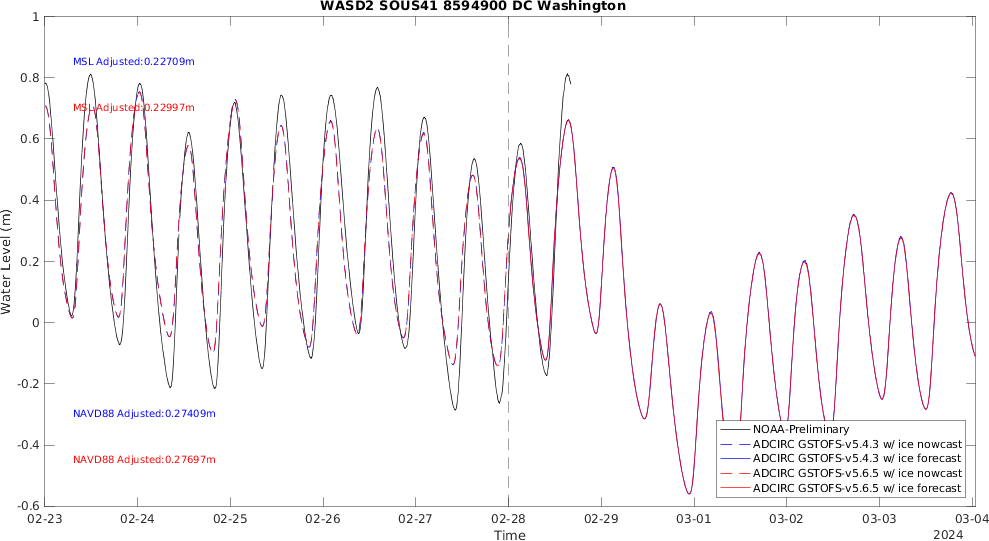 WASD2 SOUS41 8594900 DC Washington
1
0.8
0.6
0.4
0.2
0
-0.2
-0.4
-0.6
Water Level (m)
MSL Adjusted:0.22709m
MSL Adjusted:0.22997m
NAVD88 Adjusted:0.27409m
NAVD88 Adjusted:0.27697m
NOAA-Preliminary
ADCIRC GSTOFS-v5.4.3 w/ ice nowcast
ADCIRC GSTOFS-v5.4.3 w/ ice forecast
ADCIRC GSTOFS-v5.6.5 w/ ice nowcast
ADCIRC GSTOFS-v5.6.5 w/ ice forecast
02-23 02-24 02-25 02-26 02-27 02-28 02-29 03-01 03-02 03-03 03-04
Time
2024